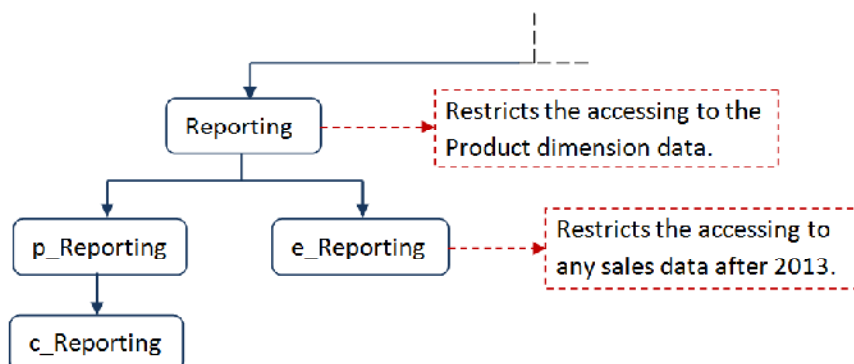 Reporting
Restricts the accessing to the
Product dimension data.
p_Reporting
e_Reporting
Restricts the accessing to
any sales data after 2013.
c_Reporting